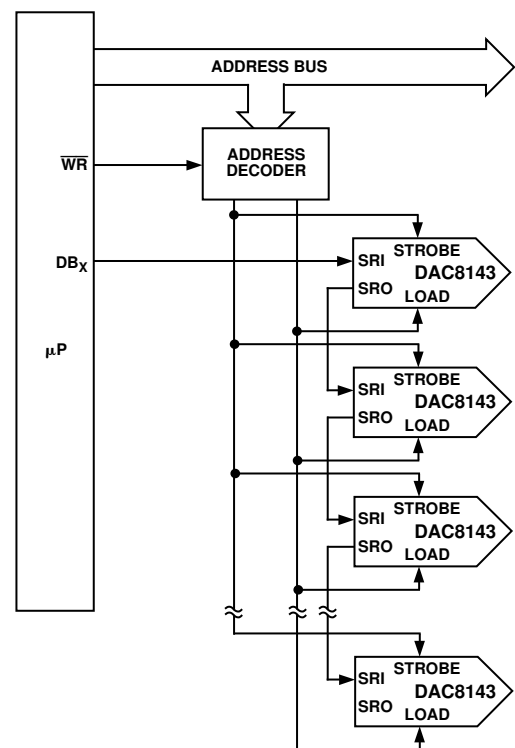 ADDRESS BUS
ADDRESS
DECODER
WR
DBX
µP
STROBE
SRI
DAC8143
SRO
LOAD
STROBE
SRI
DAC8143
SRO
LOAD
STROBE
SRI
DAC8143
SRO
LOAD
STROBE
SRI
DAC8143
SRO
LOAD